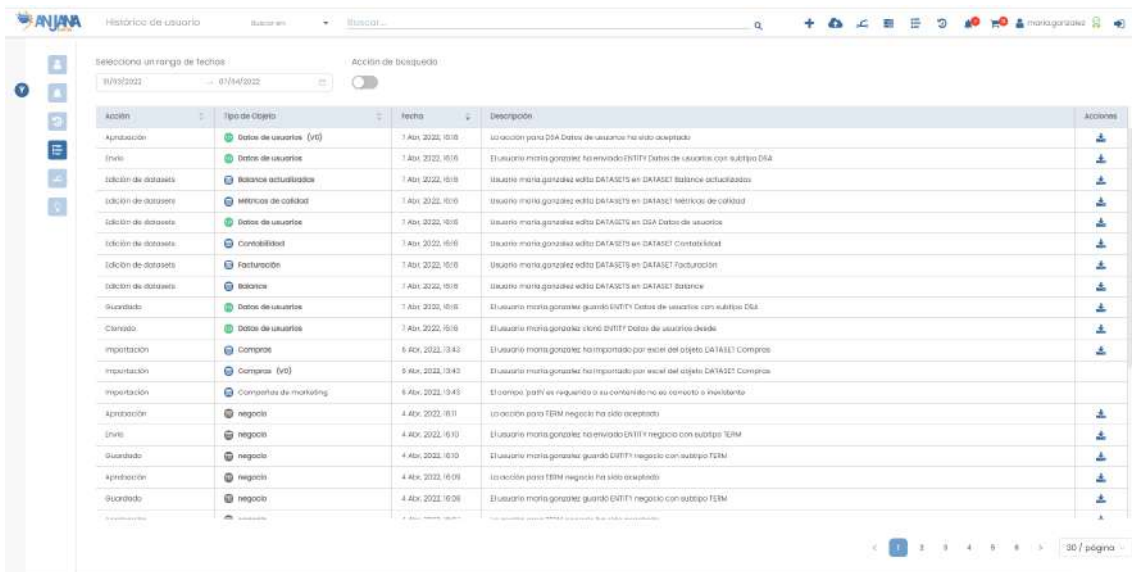 ANJANA
Histórico de usuario
Buscar en
Buscar...
maria.gonzalez
Selecciona un rango de fechas
Acción de búsqueda
→ 07/04/2022
Acción Tipo de Objeto Fecha Descripción Acciones
Aprobación Datos de usuarios (V0) 7 Abr, 2022, 16:16 La acción para DSA Datos de usuarios ha sido aceptada
Envío Datos de usuarios 7 Abr, 2022, 16:16 El usuario maria.gonzalez ha enviado ENTITY Datos de usuarios con subtipo DSA
Edición de datasets Balance actualizados 7 Abr, 2022, 16:16 Usuario maria.gonzalez edita DATASETS en DATASET Balance actualizados
Edición de datasets Métricas de calidad 7 Abr, 2022, 16:16 Usuario maria.gonzalez edita DATASETS en DATASET Métricas de calidad
Edición de datasets Datos de usuarios 7 Abr, 2022, 16:16 Usuario maria.gonzalez edita DATASETS en DSA Datos de usuarios
Edición de datasets Contabilidad 7 Abr, 2022, 16:16 Usuario maria.gonzalez edita DATASETS en DATASET Contabilidad
Edición de datasets Facturación 7 Abr, 2022, 16:16 Usuario maria.gonzalez edita DATASETS en DATASET Facturación
Edición de datasets Balance 7 Abr, 2022, 16:16 Usuario maria.gonzalez edita DATASETS en DATASET Balance
Guardado Datos de usuarios 7 Abr, 2022, 16:16 El usuario maria.gonzalez guardó ENTITY Datos de usuarios con subtipo DSA
Clonado Datos de usuarios 7 Abr, 2022, 16:16 El usuario maria.gonzalez clonó ENTITY Datos de usuarios desde
Importación Compras 6 Abr, 2022, 13:43 El usuario maria.gonzalez ha importado por excel del objeto DATASET Compras
Importación Compras (V0) 6 Abr, 2022, 13:43 El usuario maria.gonzalez ha importado por excel del objeto DATASET Compras
Importación Campañas de marketing 6 Abr, 2022, 13:43 El campo 'path' es requerido o su contenido no es correcto o inexistente
Aprobación negocio 4 Abr, 2022, 16:11 La acción para TERM negocio ha sido aceptada
Envío negocio 4 Abr, 2022, 16:10 El usuario maria.gonzalez ha enviado ENTITY negocio con subtipo TERM
Guardado negocio 4 Abr, 2022, 16:10 El usuario maria.gonzalez guardó ENTITY negocio con subtipo TERM
Aprobación negocio 4 Abr, 2022, 16:09 La acción para TERM negocio ha sido aceptada
Guardado negocio 4 Abr, 2022, 16:08 El usuario maria.gonzalez guardó ENTITY negocio con subtipo TERM
< 1 2 3 4 5 6 > 30 / página